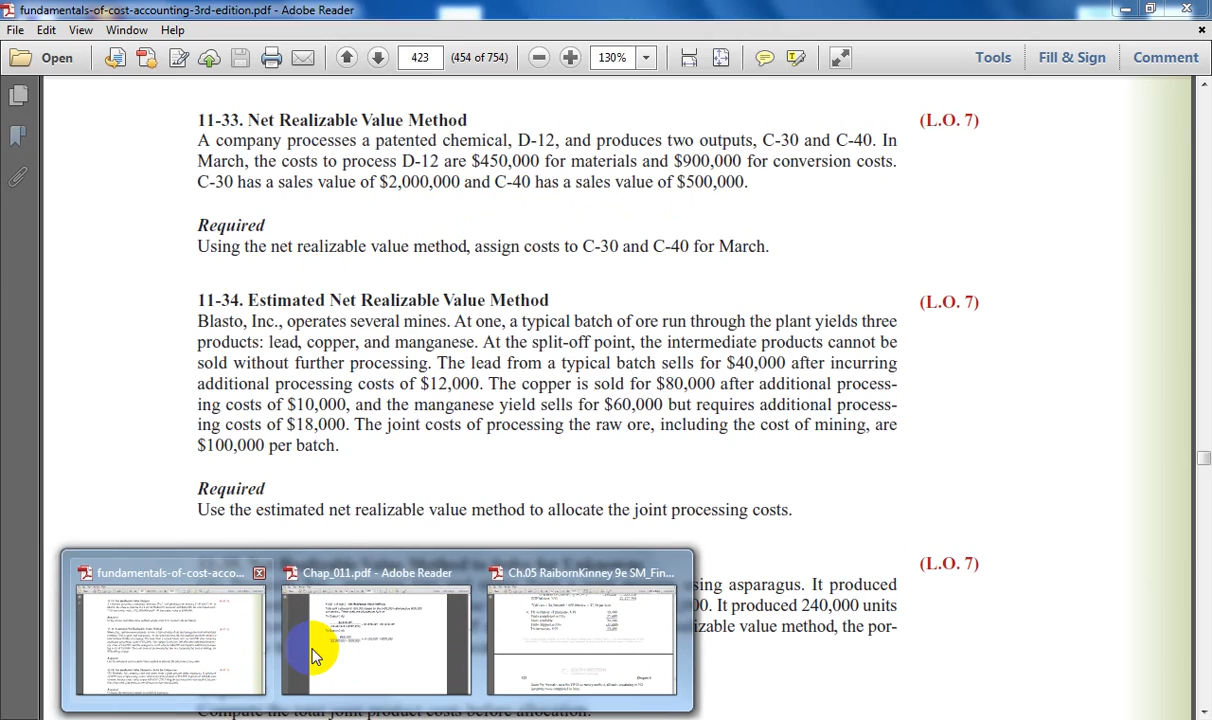 fundamentals-of-cost-accounting-3rd-edition.pdf - Adobe Reader
File Edit View Window Help
Open 423 (454 of 754) 130% Tools Fill & Sign Comment
11-33. Net Realizable Value Method (L.O. 7)
A company processes a patented chemical, D-12, and produces two outputs, C-30 and C-40. In
March, the costs to process D-12 are $450,000 for materials and $900,000 for conversion costs.
C-30 has a sales value of $2,000,000 and C-40 has a sales value of $500,000.
Required
Using the net realizable value method, assign costs to C-30 and C-40 for March.
11-34. Estimated Net Realizable Value Method (L.O. 7)
Blasto, Inc., operates several mines. At one, a typical batch of ore run through the plant yields three
products: lead, copper, and manganese. At the split-off point, the intermediate products cannot be
sold without further processing. The lead from a typical batch sells for $40,000 after incurring
additional processing costs of $12,000. The copper is sold for $80,000 after additional process-
ing costs of $10,000, and the manganese yield sells for $60,000 but requires additional process-
ing costs of $18,000. The joint costs of processing the raw ore, including the cost of mining, are
$100,000 per batch.
Required
Use the estimated net realizable value method to allocate the joint processing costs.
(L.O. 7)
fundamentals-of-cost-acco... Chap_011.pdf - Adobe Reader Ch.05 RaibornKinney 9e SM_Fin...
sing asparagus. It produced
00. It produced 240,000 units
izable value method, the por-
Compute the total joint product costs before allocation.